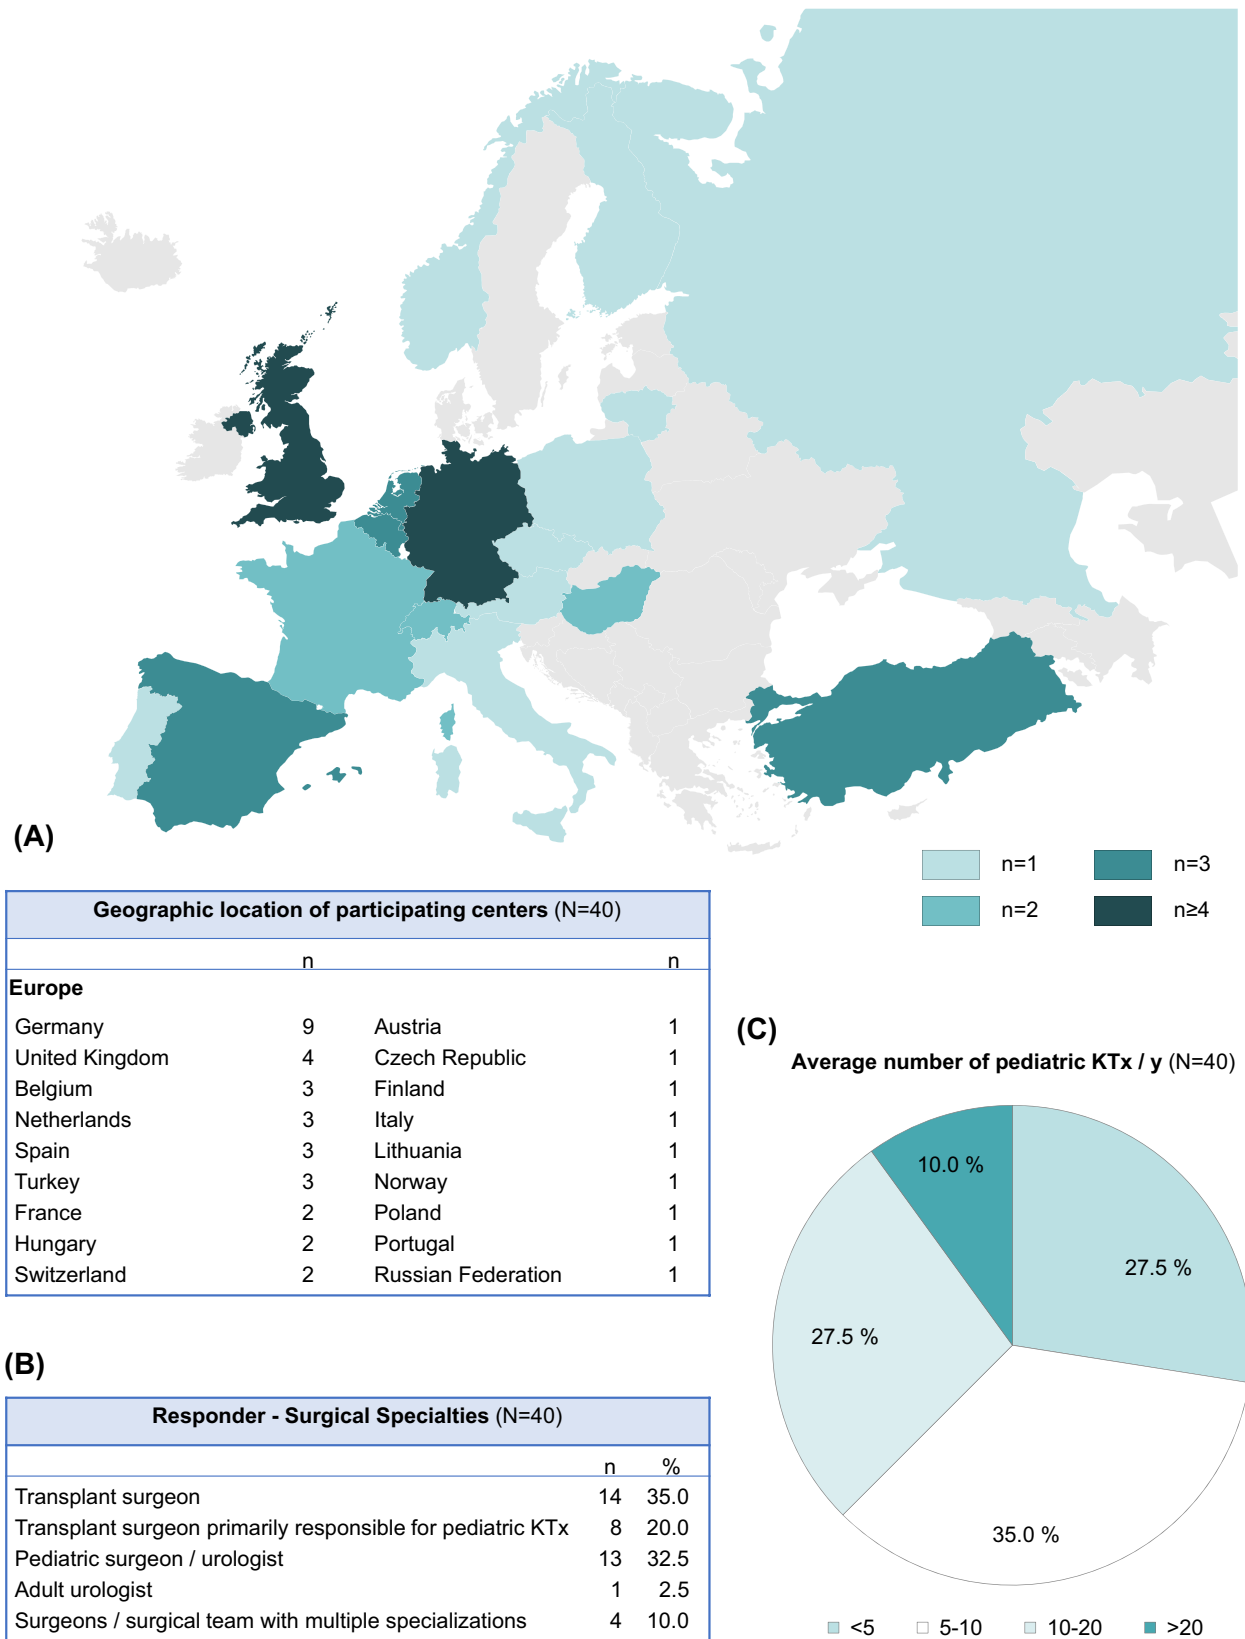 (A)
n=1 n=3
n=2 n≥4
Geographic location of participating centers (N=40)
n n
Europe
Germany 9 Austria 1
United Kingdom 4 Czech Republic 1
Belgium 3 Finland 1
Netherlands 3 Italy 1
Spain 3 Lithuania 1
Turkey 3 Norway 1
France 2 Poland 1
Hungary 2 Portugal 1
Switzerland 2 Russian Federation 1
(B)
Responder - Surgical Specialties (N=40)
n %
Transplant surgeon 14 35.0
Transplant surgeon primarily responsible for pediatric KTx 8 20.0
Pediatric surgeon / urologist 13 32.5
Adult urologist 1 2.5
Surgeons / surgical team with multiple specializations 4 10.0
(C)
Average number of pediatric KTx / y (N=40)
10.0 %
27.5 %
27.5 %
35.0 %
<5 5-10 10-20 >20